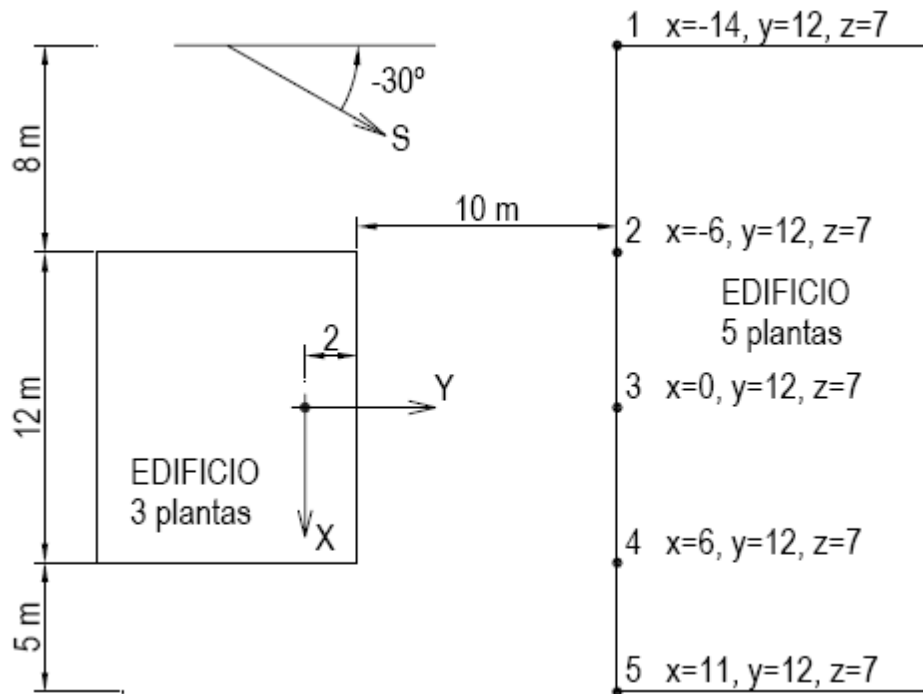 1 x=-14, y=12, z=7
-30º
S
8 m
10 m
2 x=-6, y=12, z=7
EDIFICIO
5 plantas
2
Y
3 x=0, y=12, z=7
12 m
EDIFICIO
3 plantas
X
4 x=6, y=12, z=7
5 m
5 x=11, y=12, z=7